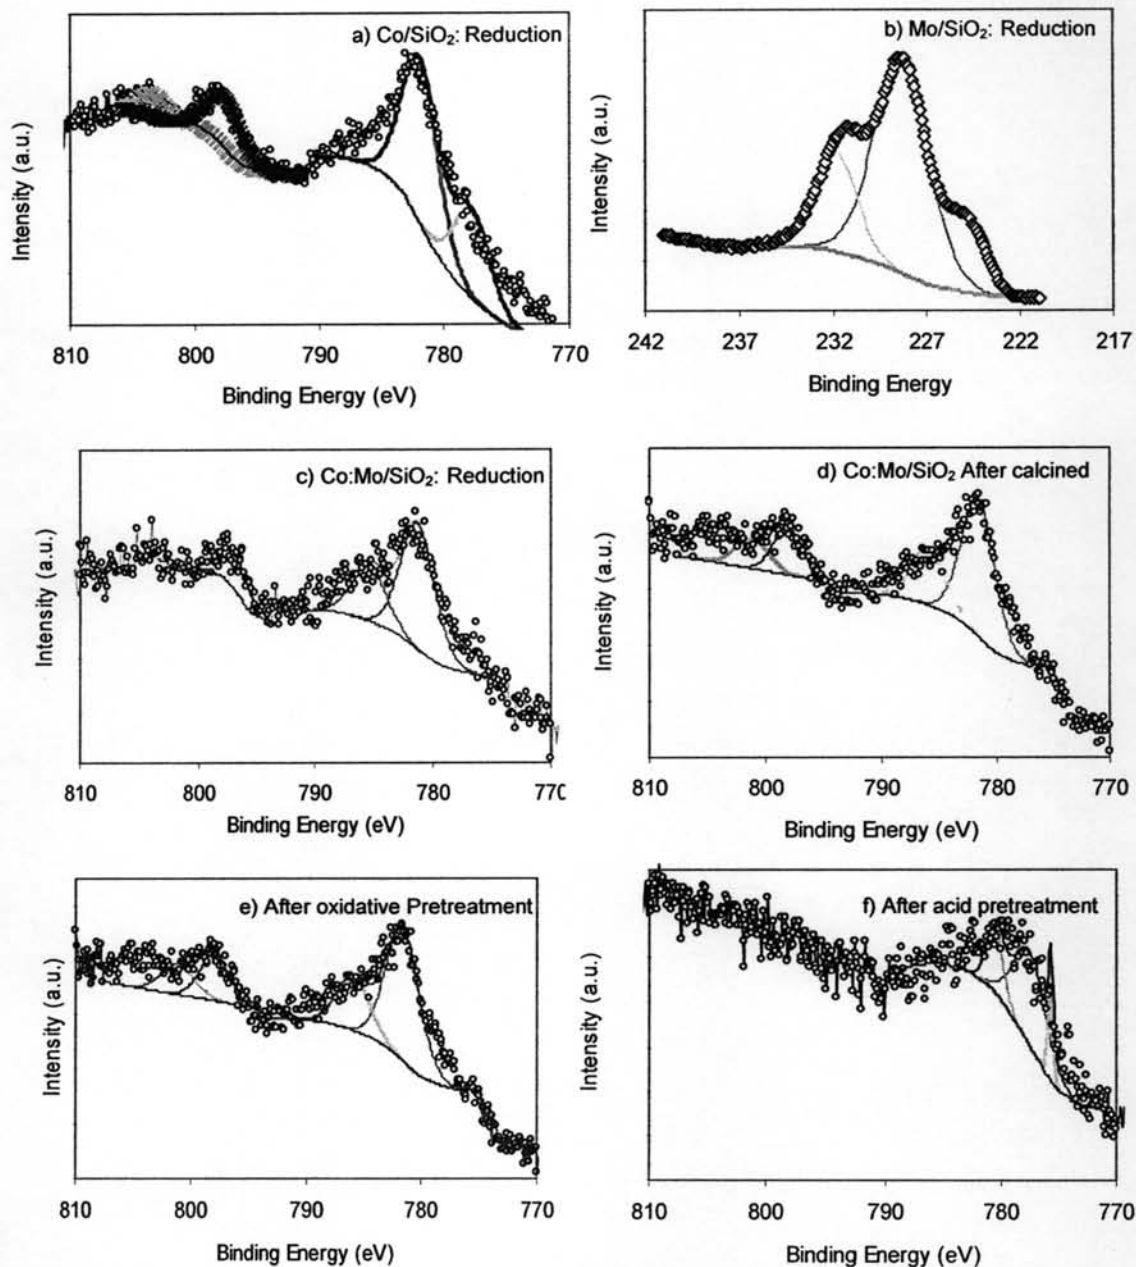 a) Co/SiO₂: Reduction
Intensity (a.u.)
810 800 790 780 770
Binding Energy (eV)
b) Mo/SiO₂: Reduction
Intensity (a.u.)
242 237 232 227 222 217
Binding Energy
c) Co:Mo/SiO₂: Reduction
Intensity (a.u.)
810 800 790 780 770
Binding Energy (eV)
d) Co:Mo/SiO₂ After calcined
Intensity (a.u.)
810 800 790 780 770
Binding Energy (eV)
e) After oxidative Pretreatment
Intensity (a.u.)
810 800 790 780 770
Binding Energy (eV)
f) After acid pretreatment
Intensity (a.u.)
810 800 790 780 770
Binding Energy (eV)